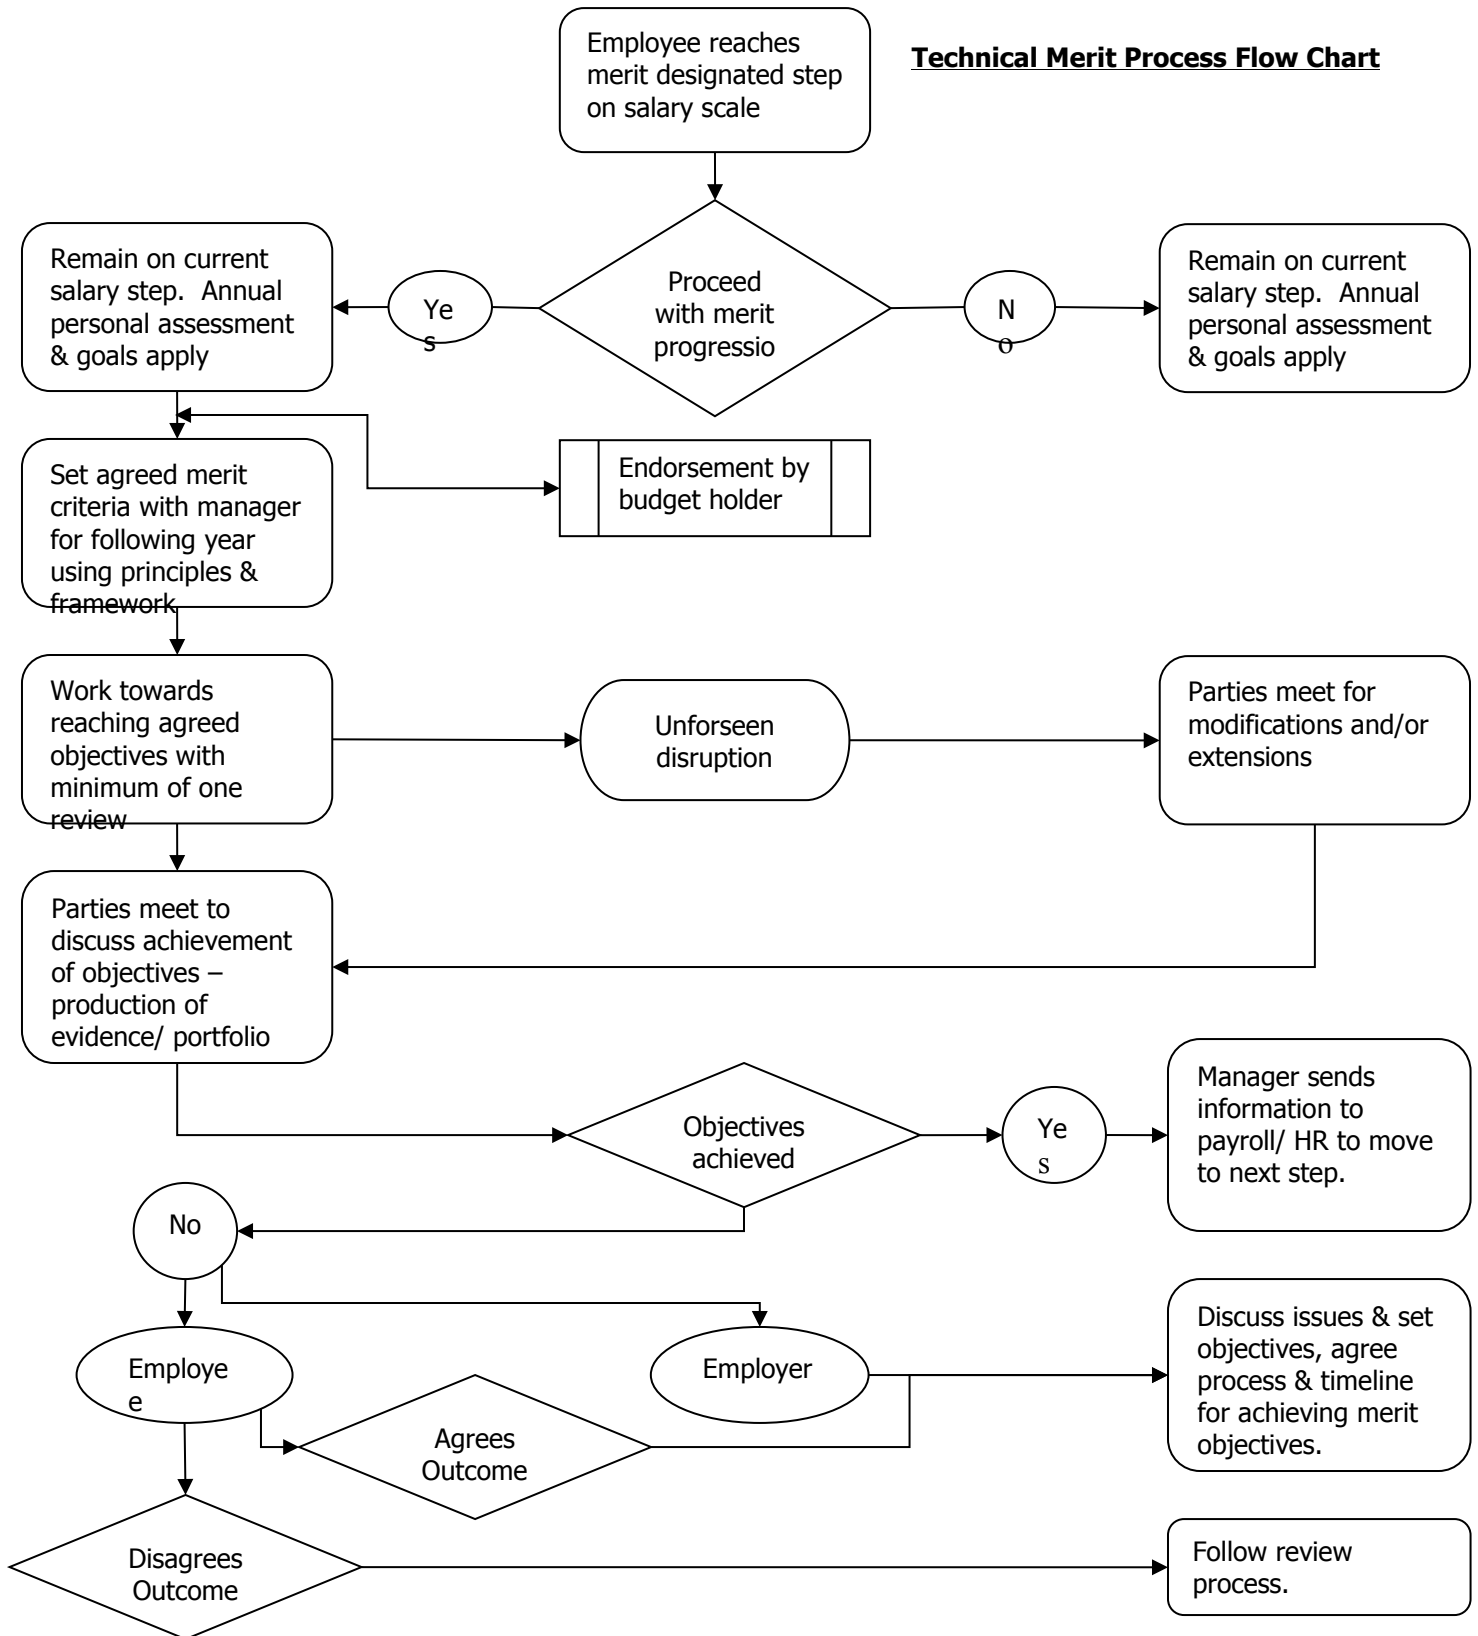 Technical Merit Process Flow Chart
Employee reaches
merit designated step
on salary scale
Remain on current
salary step. Annual
personal assessment
& goals apply
Ye
s
Proceed
with merit
progressio
N
o
Remain on current
salary step. Annual
personal assessment
& goals apply
Set agreed merit
criteria with manager
for following year
using principles &
framework
Endorsement by
budget holder
Work towards
reaching agreed
objectives with
minimum of one
review
Unforseen
disruption
Parties meet for
modifications and/or
extensions
Parties meet to
discuss achievement
of objectives –
production of
evidence/ portfolio
Objectives
achieved
Ye
s
Manager sends
information to
payroll/ HR to move
to next step.
No
Employe
e
Employer
Agrees
Outcome
Discuss issues & set
objectives, agree
process & timeline
for achieving merit
objectives.
Disagrees
Outcome
Follow review
process.